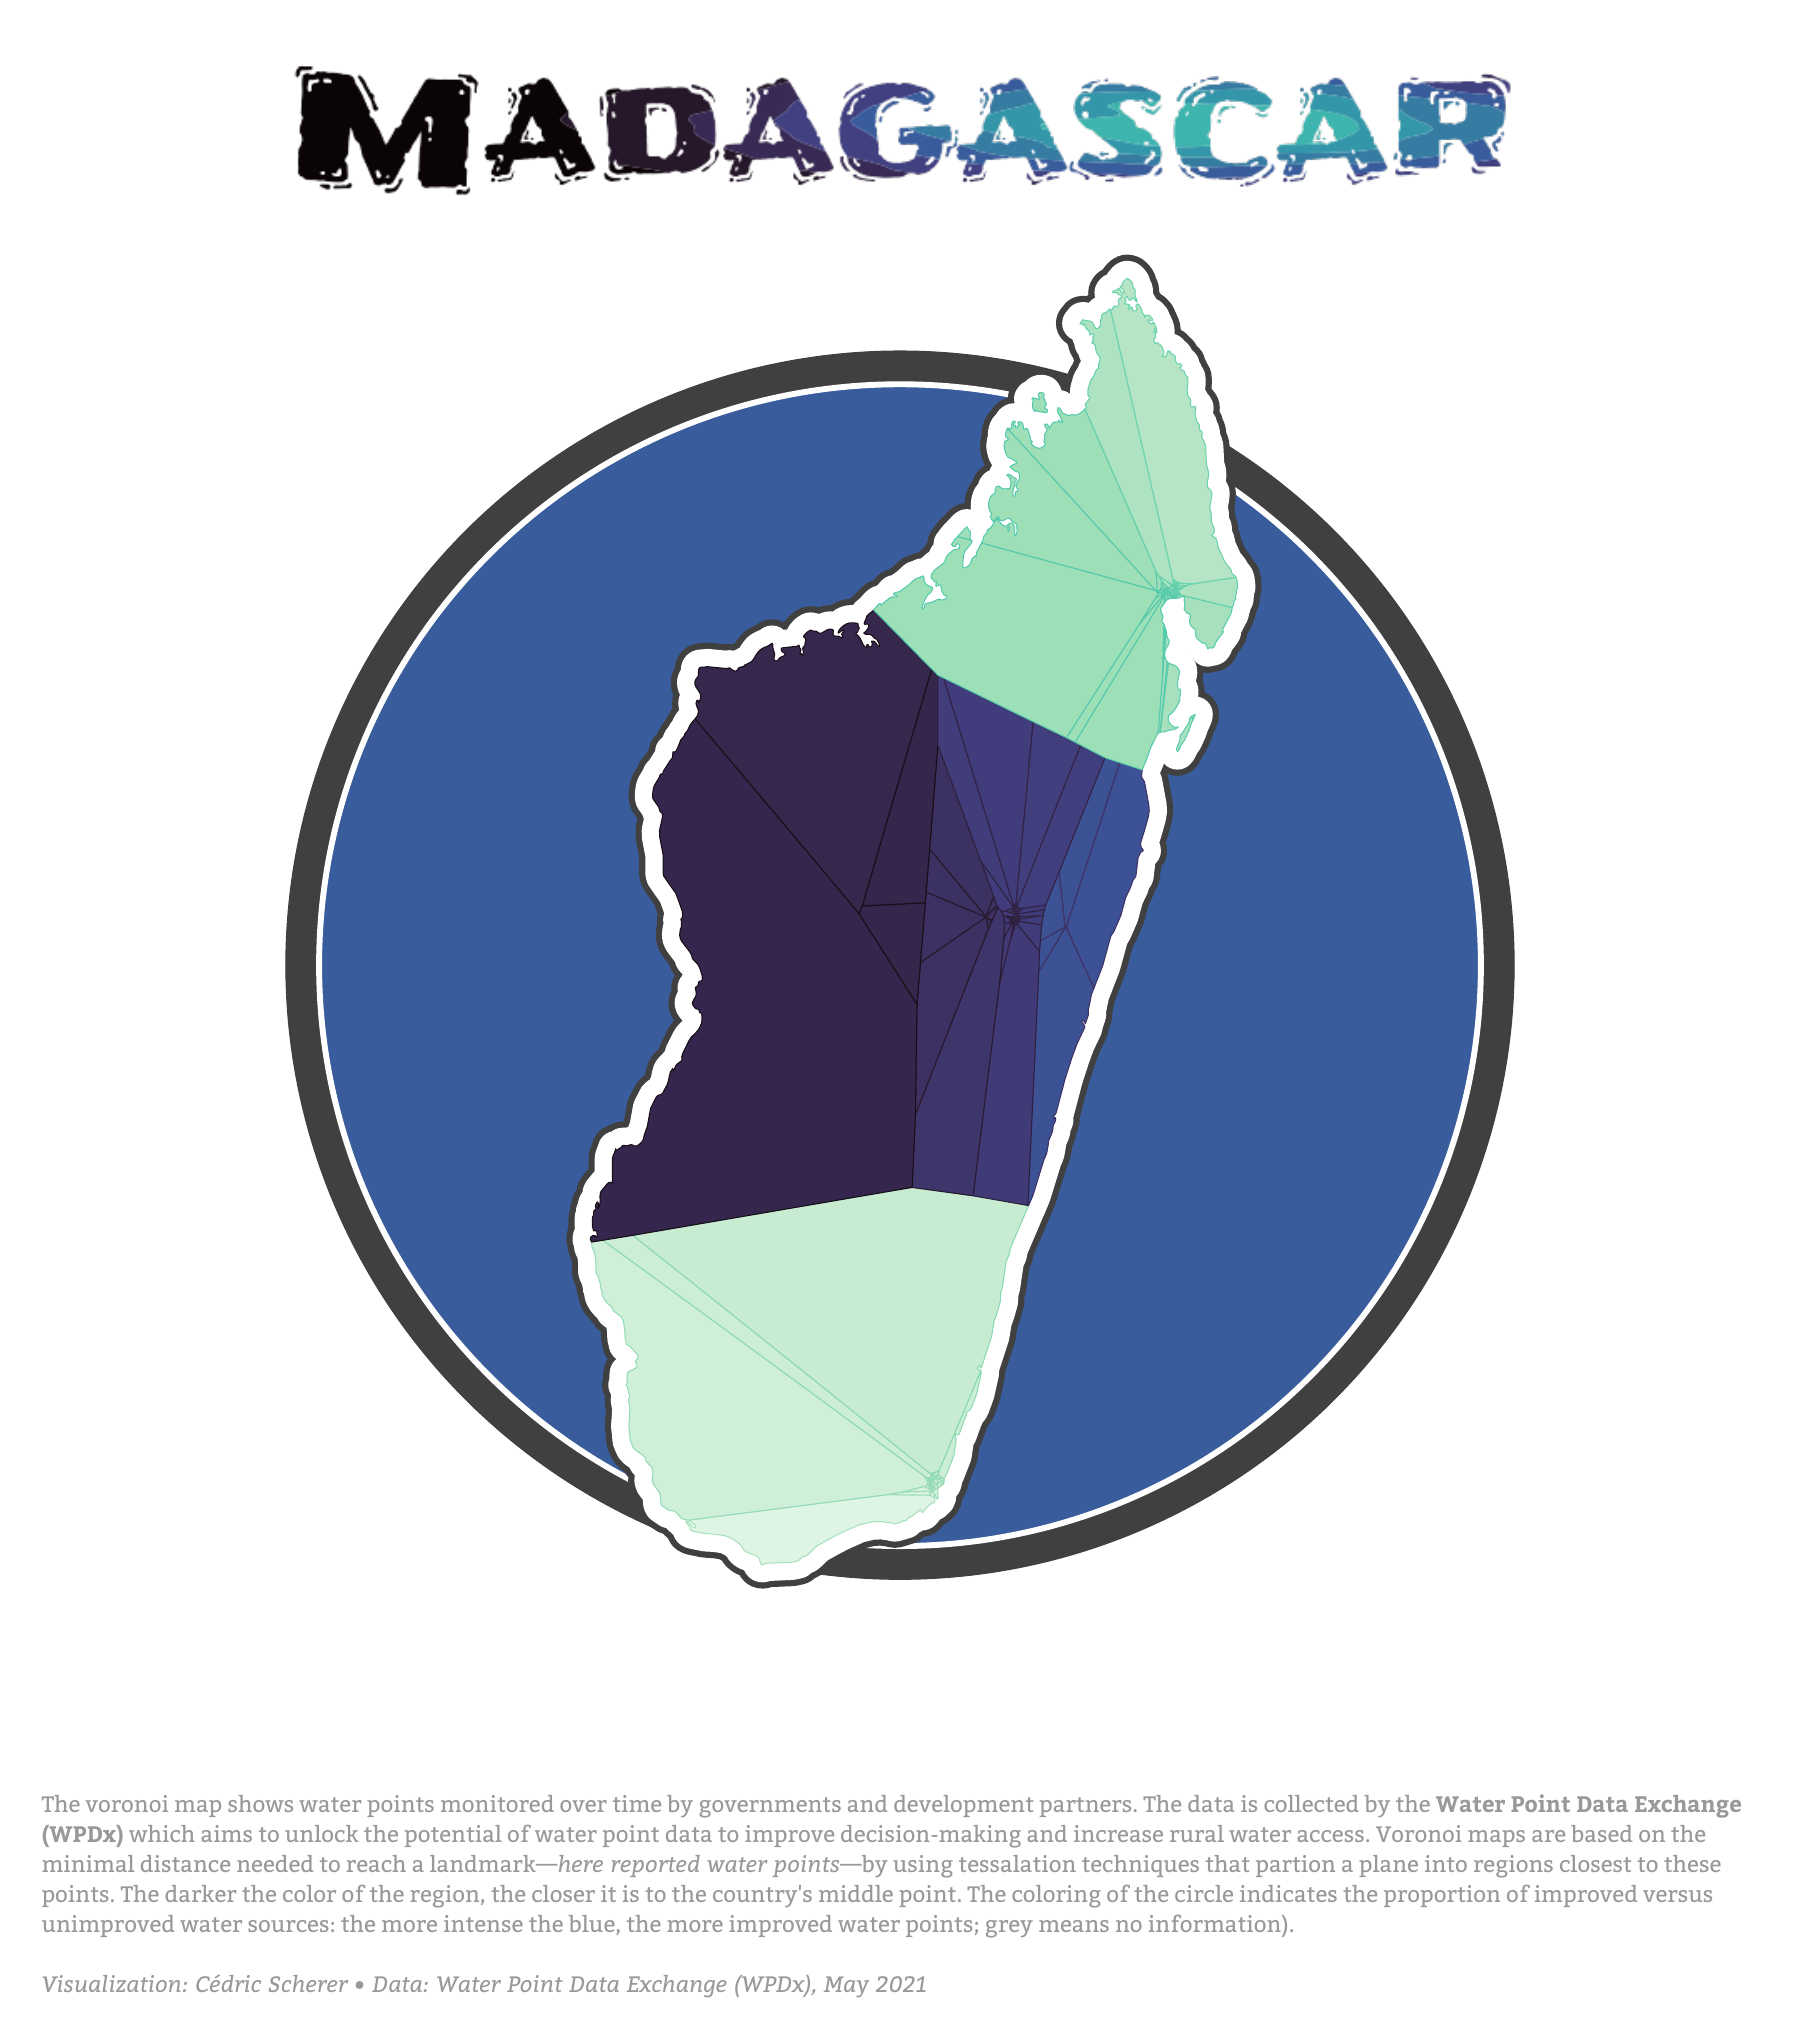 MADAGASCAR
The voronoi map shows water points monitored over time by governments and development partners. The data is collected by the Water Point Data Exchange
(WPDx) which aims to unlock the potential of water point data to improve decision-making and increase rural water access. Voronoi maps are based on the
minimal distance needed to reach a landmark—here reported water points—by using tessalation techniques that partion a plane into regions closest to these
points. The darker the color of the region, the closer it is to the country's middle point. The coloring of the circle indicates the proportion of improved versus
unimproved water sources: the more intense the blue, the more improved water points; grey means no information).
Visualization: Cédric Scherer • Data: Water Point Data Exchange (WPDx), May 2021